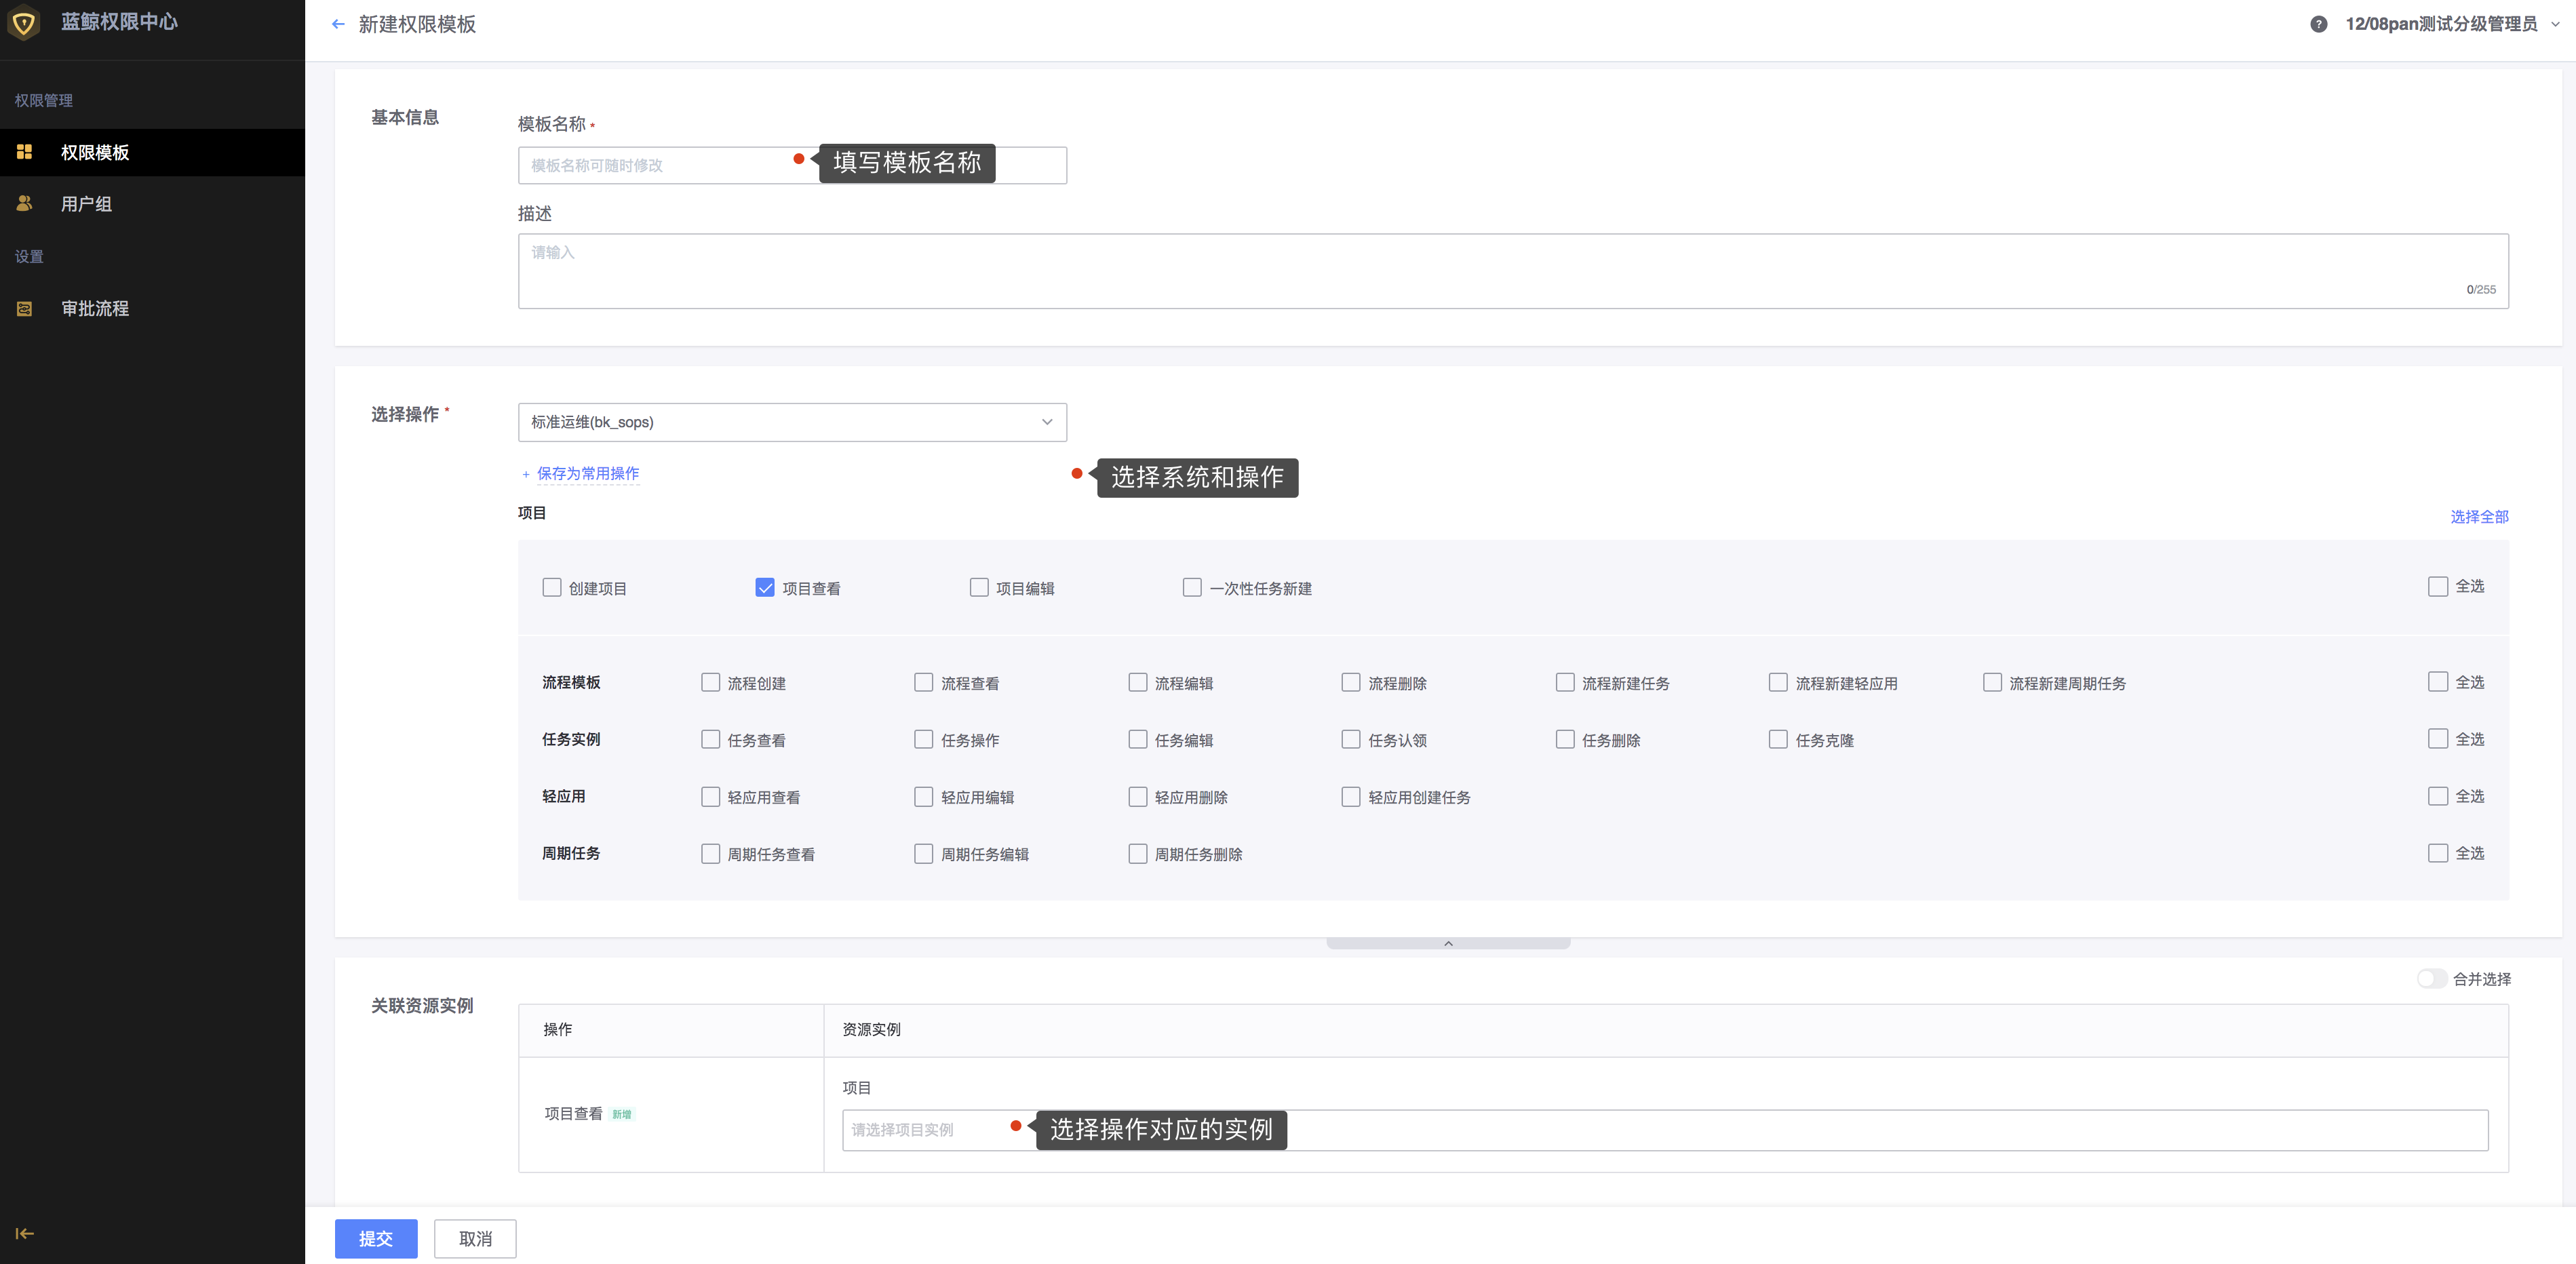 蓝鲸权限中心
新建权限模板
12/08pan测试分级管理员
权限管理
权限模板
用户组
设置
审批流程
基本信息
模板名称 *
模板名称可随时修改
填写模板名称
描述
请输入
0/255
选择操作 *
标准运维(bk_sops)
+ 保存为常用操作
选择系统和操作
项目
选择全部
创建项目 项目查看 项目编辑 一次性任务新建 全选
流程模板 流程创建 流程查看 流程编辑 流程删除 流程新建任务 流程新建轻应用 流程新建周期任务 全选
任务实例 任务查看 任务操作 任务编辑 任务认领 任务删除 任务克隆 全选
轻应用 轻应用查看 轻应用编辑 轻应用删除 轻应用创建任务 全选
周期任务 周期任务查看 周期任务编辑 周期任务删除 全选
合并选择
关联资源实例
操作 资源实例
项目
项目查看 新增
请选择项目实例
选择操作对应的实例
提交 取消